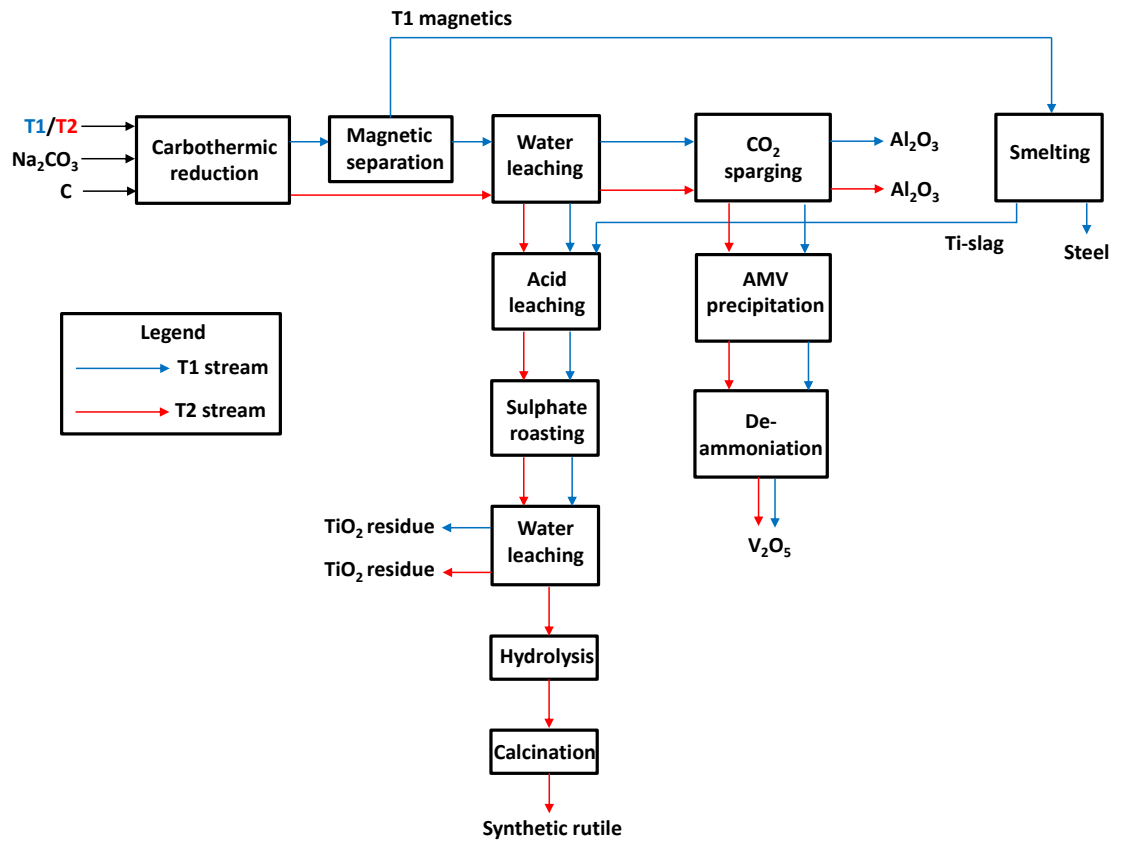 T1 magnetics
T1/T2
Na₂CO₃
C
Carbothermic
reduction
Magnetic
separation
Water
leaching
CO₂
sparging
Al₂O₃
Al₂O₃
Smelting
Ti-slag
Steel
Acid
leaching
AMV
precipitation
Legend
T1 stream
T2 stream
Sulphate
roasting
De-
ammoniation
TiO₂ residue
TiO₂ residue
Water
leaching
V₂O₅
Hydrolysis
Calcination
Synthetic rutile